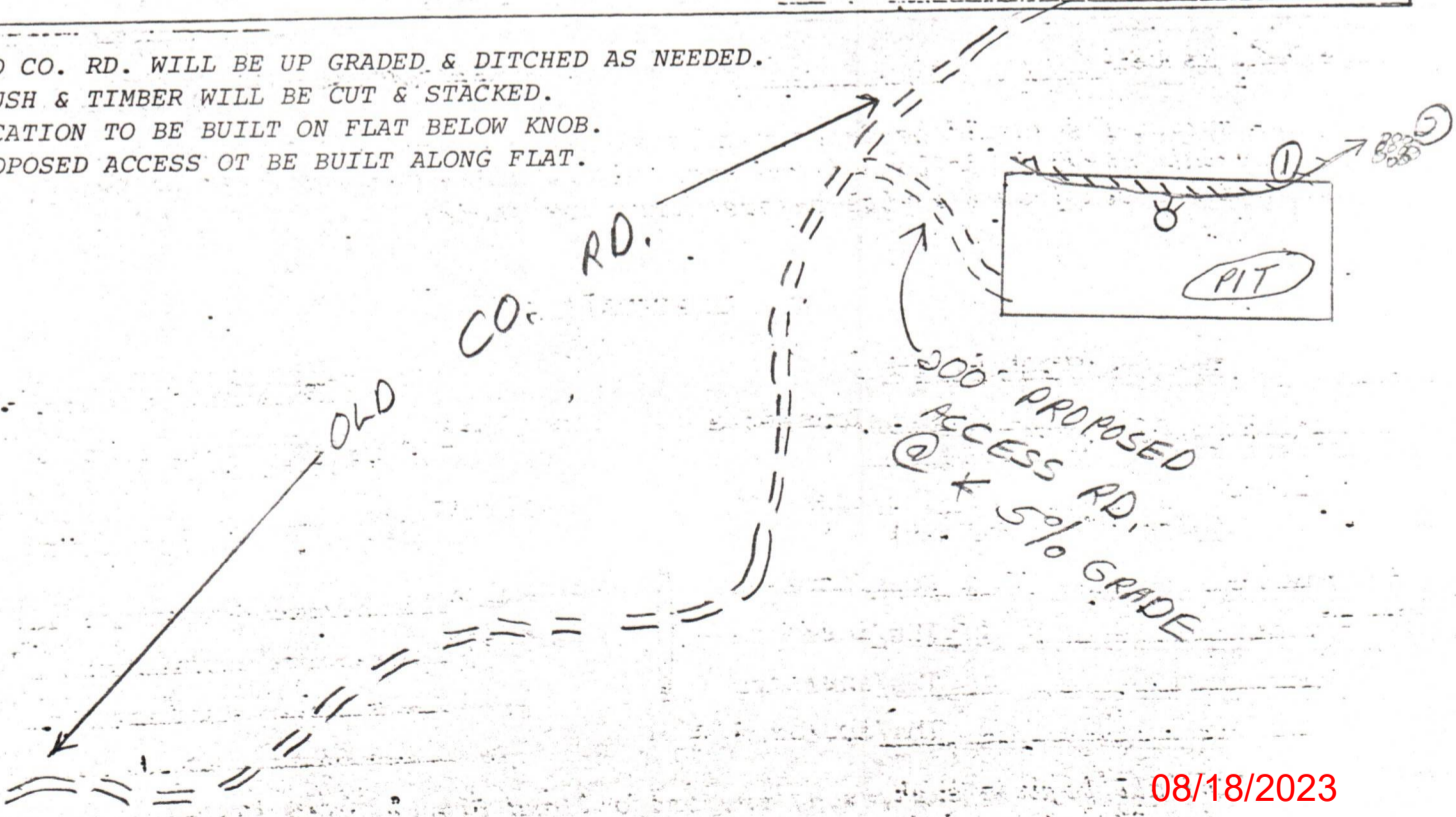 D CO. RD. WILL BE UP GRADED & DITCHED AS NEEDED.
USH & TIMBER WILL BE CUT & STACKED.
CATION TO BE BUILT ON FLAT BELOW KNOB.
OPOSED ACCESS OT BE BUILT ALONG FLAT.
1
2
PIT
OLD CO. RD.
200 PROPOSED
ACCESS RD.
@ 5% GRADE
08/18/2023